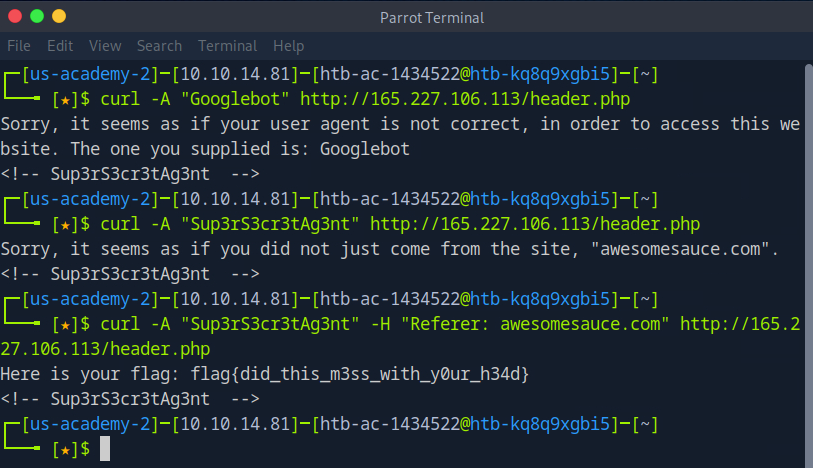 Parrot Terminal
File Edit View Search Terminal Help
┌─[us-academy-2]─[10.10.14.81]─[htb-ac-1434522@htb-kq8q9xgbi5]─[~]
└──╼ [★]$ curl -A "Googlebot" http://165.227.106.113/header.php
Sorry, it seems as if your user agent is not correct, in order to access this we
bsite. The one you supplied is: Googlebot
<!-- Sup3rS3cr3tAg3nt  -->
┌─[us-academy-2]─[10.10.14.81]─[htb-ac-1434522@htb-kq8q9xgbi5]─[~]
└──╼ [★]$ curl -A "Sup3rS3cr3tAg3nt" http://165.227.106.113/header.php
Sorry, it seems as if you did not just come from the site, "awesomesauce.com".
<!-- Sup3rS3cr3tAg3nt  -->
┌─[us-academy-2]─[10.10.14.81]─[htb-ac-1434522@htb-kq8q9xgbi5]─[~]
└──╼ [★]$ curl -A "Sup3rS3cr3tAg3nt" -H "Referer: awesomesauce.com" http://165.2
27.106.113/header.php
Here is your flag: flag{did_this_m3ss_with_y0ur_h34d}
<!-- Sup3rS3cr3tAg3nt  -->
┌─[us-academy-2]─[10.10.14.81]─[htb-ac-1434522@htb-kq8q9xgbi5]─[~]
└──╼ [★]$